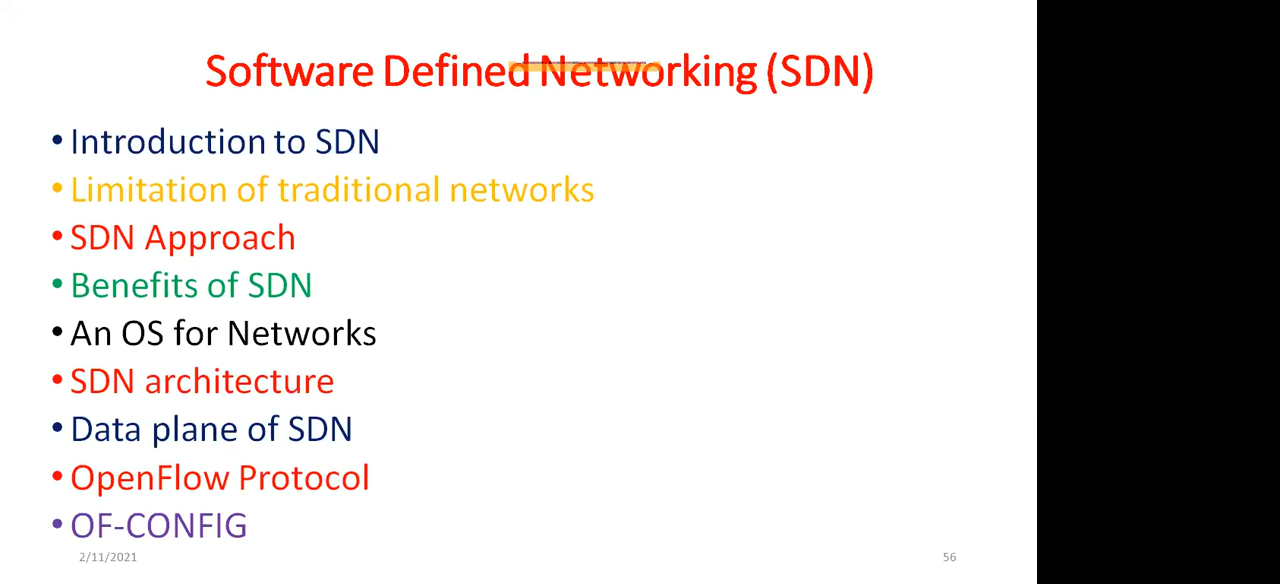 Software Defined Networking (SDN)
• Introduction to SDN
• Limitation of traditional networks
• SDN Approach
• Benefits of SDN
• An OS for Networks
• SDN architecture
• Data plane of SDN
• OpenFlow Protocol
• OF-CONFIG
2/11/2021
56